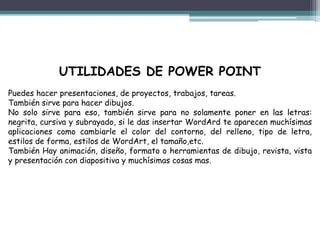 UTILIDADES DE POWER POINT
Puedes hacer presentaciones, de proyectos, trabajos, tareas.
También sirve para hacer dibujos.
No solo sirve para eso, también sirve para no solamente poner en las letras:
negrita, cursiva y subrayado, si le das insertar WordArd te aparecen muchísimas
aplicaciones como cambiarle el color del contorno, del relleno, tipo de letra,
estilos de forma, estilos de WordArt, el tamaño,etc.
También Hay animación, diseño, formato o herramientas de dibujo, revista, vista
y presentación con diapositiva y muchísimas cosas mas.